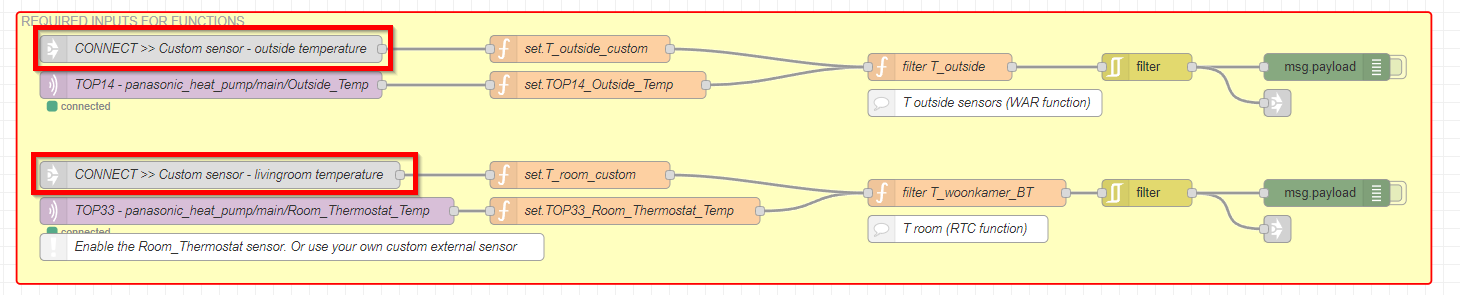 REQUIRED INPUTS FOR FUNCTIONS
CONNECT >> Custom sensor - outside temperature
set.T_outside_custom
filter T_outside
filter
msg.payload
TOP14 - panasonic_heat_pump/main/Outside_Temp
set.TOP14_Outside_Temp
connected
T outside sensors (WAR function)
CONNECT >> Custom sensor - livingroom temperature
set.T_room_custom
filter T_woonkamer_BT
filter
msg.payload
TOP33 - panasonic_heat_pump/main/Room_Thermostat_Temp
set.TOP33_Room_Thermostat_Temp
connected
T room (RTC function)
Enable the Room_Thermostat sensor. Or use your own custom external sensor